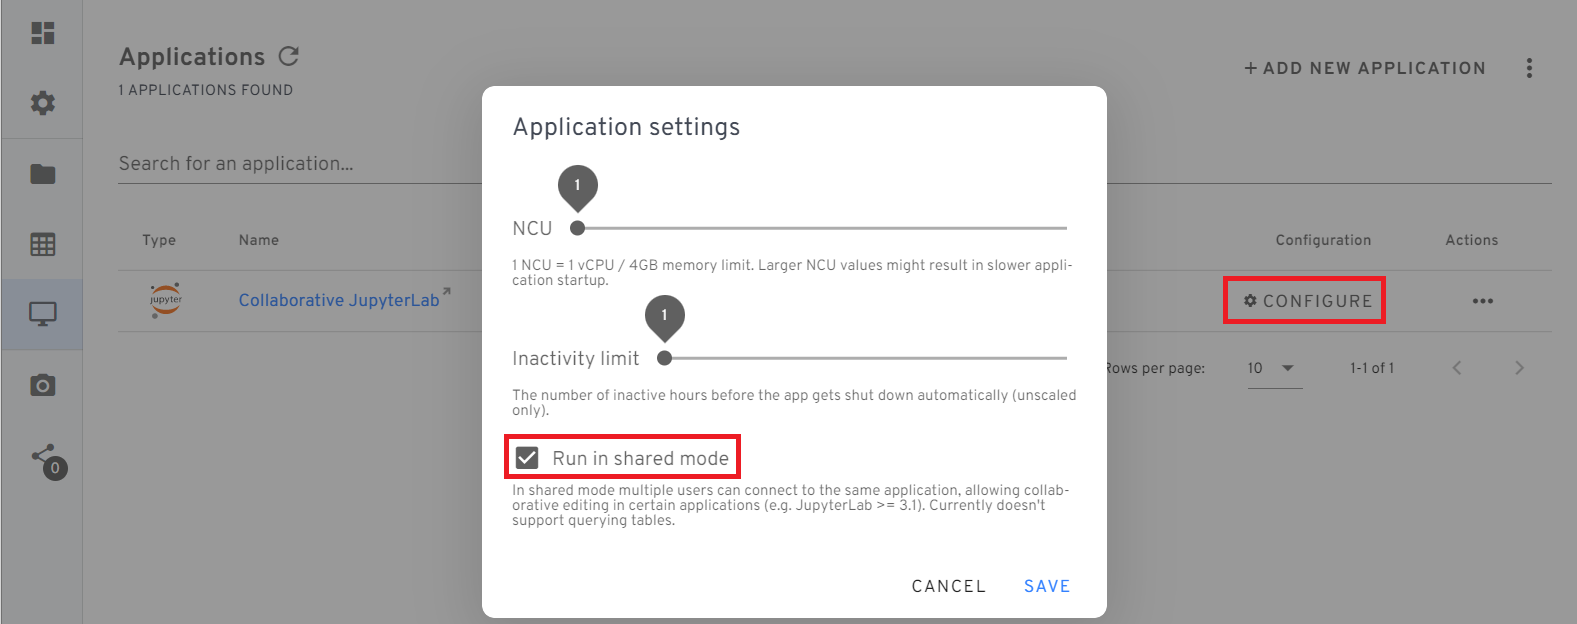 Applications
1 APPLICATIONS FOUND
+ ADD NEW APPLICATION
Search for an application...
Type Name Configuration Actions
jupyter Collaborative JupyterLab CONFIGURE
Rows per page: 10 1-1 of 1
0
Application settings
1
NCU
1 NCU = 1 vCPU / 4GB memory limit. Larger NCU values might result in slower appli-
cation startup.
1
Inactivity limit
The number of inactive hours before the app gets shut down automatically (unscaled
only).
Run in shared mode
In shared mode multiple users can connect to the same application, allowing collab-
orative editing in certain applications (e.g. JupyterLab >= 3.1). Currently doesn't
support querying tables.
CANCEL SAVE